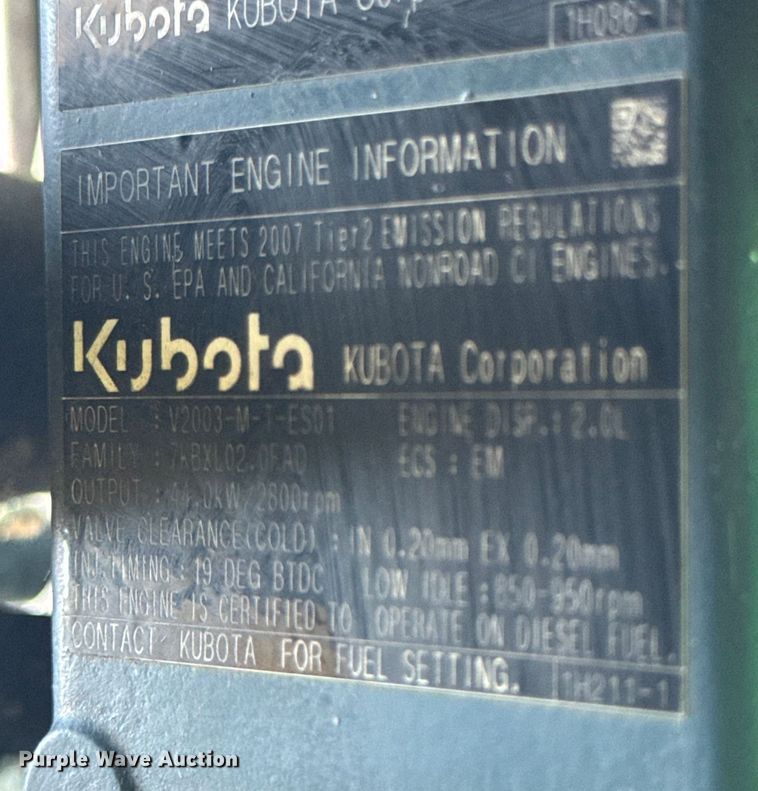 Kubota KUBOTA Corp
1H086-1
IMPORTANT ENGINE INFORMATION
THIS ENGINE MEETS 2007 Tier2 EMISSION REGULATIONS
FOR U. S. EPA AND CALIFORNIA NONROAD CI ENGINES.
Kubota KUBOTA Corporation
MODEL : V2003-M-T-ES01 ENGINE DISP.: 2.0L
FAMILY : 7KBXL02.0FAD ECS : EM
OUTPUT : 44.0kW/2800rpm
VALVE CLEARANCE(COLD) : IN 0.20mm EX 0.20mm
INJ.TIMING : 19 DEG BTDC LOW IDLE :850-950rpm
THIS ENGINE IS CERTIFIED TO OPERATE ON DIESEL FUEL.
CONTACT KUBOTA FOR FUEL SETTING. 1H211-1
Purple Wave Auction